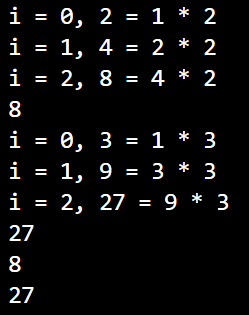 i = 0, 2 = 1 * 2
i = 1, 4 = 2 * 2
i = 2, 8 = 4 * 2
8
i = 0, 3 = 1 * 3
i = 1, 9 = 3 * 3
i = 2, 27 = 9 * 3
27
8
27